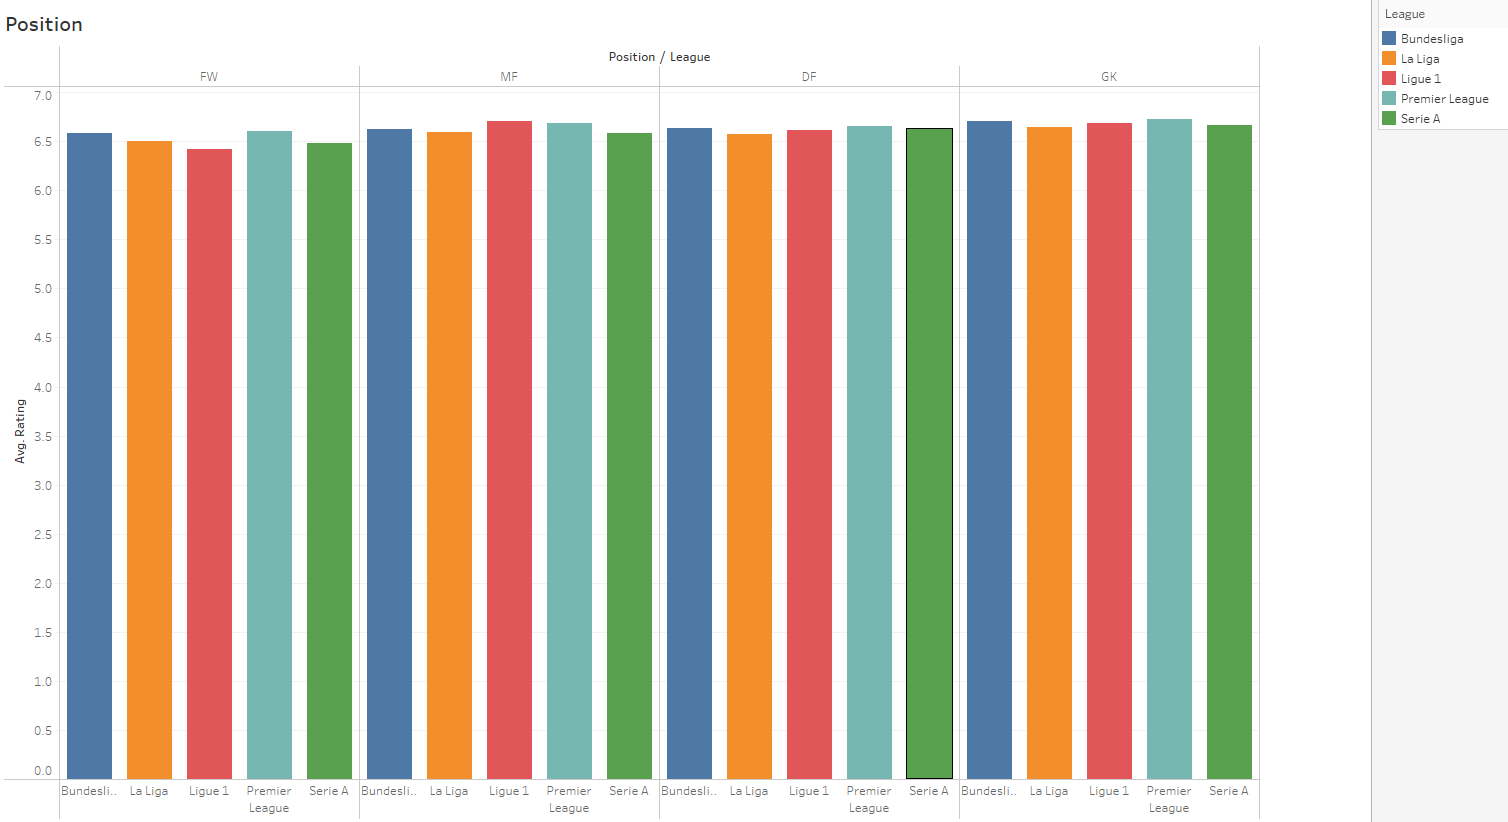 Position
Position / League
FW MF DF GK
7.0
6.5
6.0
5.5
5.0
4.5
4.0
3.5
3.0
2.5
2.0
1.5
1.0
0.5
0.0
Avg. Rating
Bundesli.. La Liga Ligue 1 Premier League Serie A Bundesli.. La Liga Ligue 1 Premier League Serie A Bundesli.. La Liga Ligue 1 Premier League Serie A Bundesli.. La Liga Ligue 1 Premier League Serie A
League
Bundesliga
La Liga
Ligue 1
Premier League
Serie A